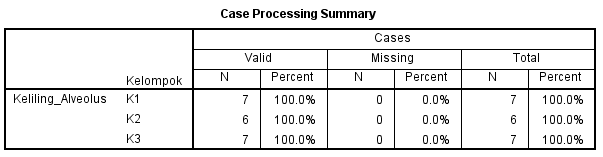 Case Processing Summary
Cases
Valid Missing Total
Kelompok N Percent N Percent N Percent
Keliling_Alveolus K1 7 100.0% 0 0.0% 7 100.0%
K2 6 100.0% 0 0.0% 6 100.0%
K3 7 100.0% 0 0.0% 7 100.0%